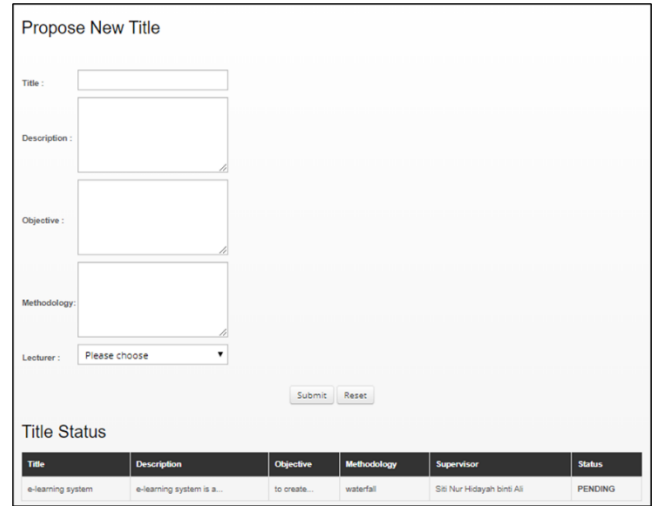 Propose New Title
Title :
Description :
Objective :
Methodology:
Lecturer : Please choose
Submit Reset
Title Status
Title Description Objective Methodology Supervisor Status
e-learning system e-learning system is a... to create... waterfall Siti Nur Hidayah binti Ali PENDING